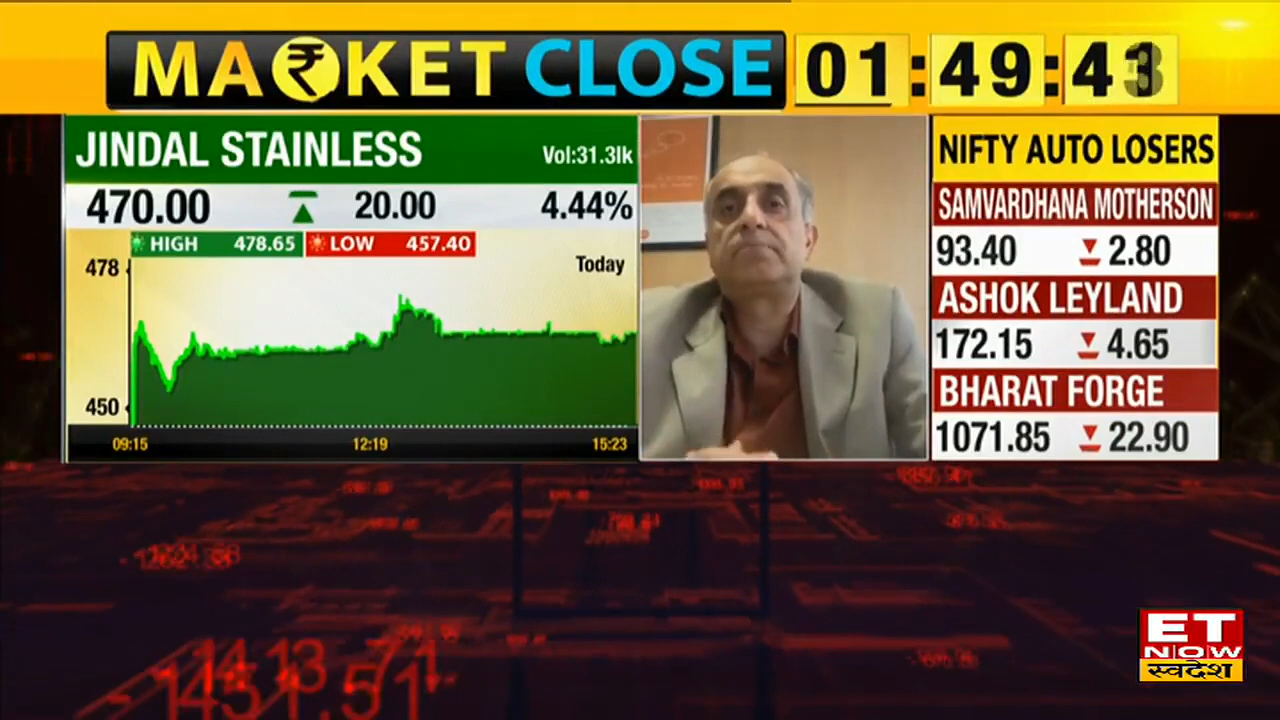 MA₹KET CLOSE
01:49:43
JINDAL STAINLESS Vol:31.3lk
470.00 20.00 4.44%
HIGH 478.65 LOW 457.40
Today
478
450
09:15 12:19 15:23
NIFTY AUTO LOSERS
SAMVARDHANA MOTHERSON
93.40 2.80
ASHOK LEYLAND
172.15 4.65
BHARAT FORGE
1071.85 22.90
ET
NOW
स्वदेश